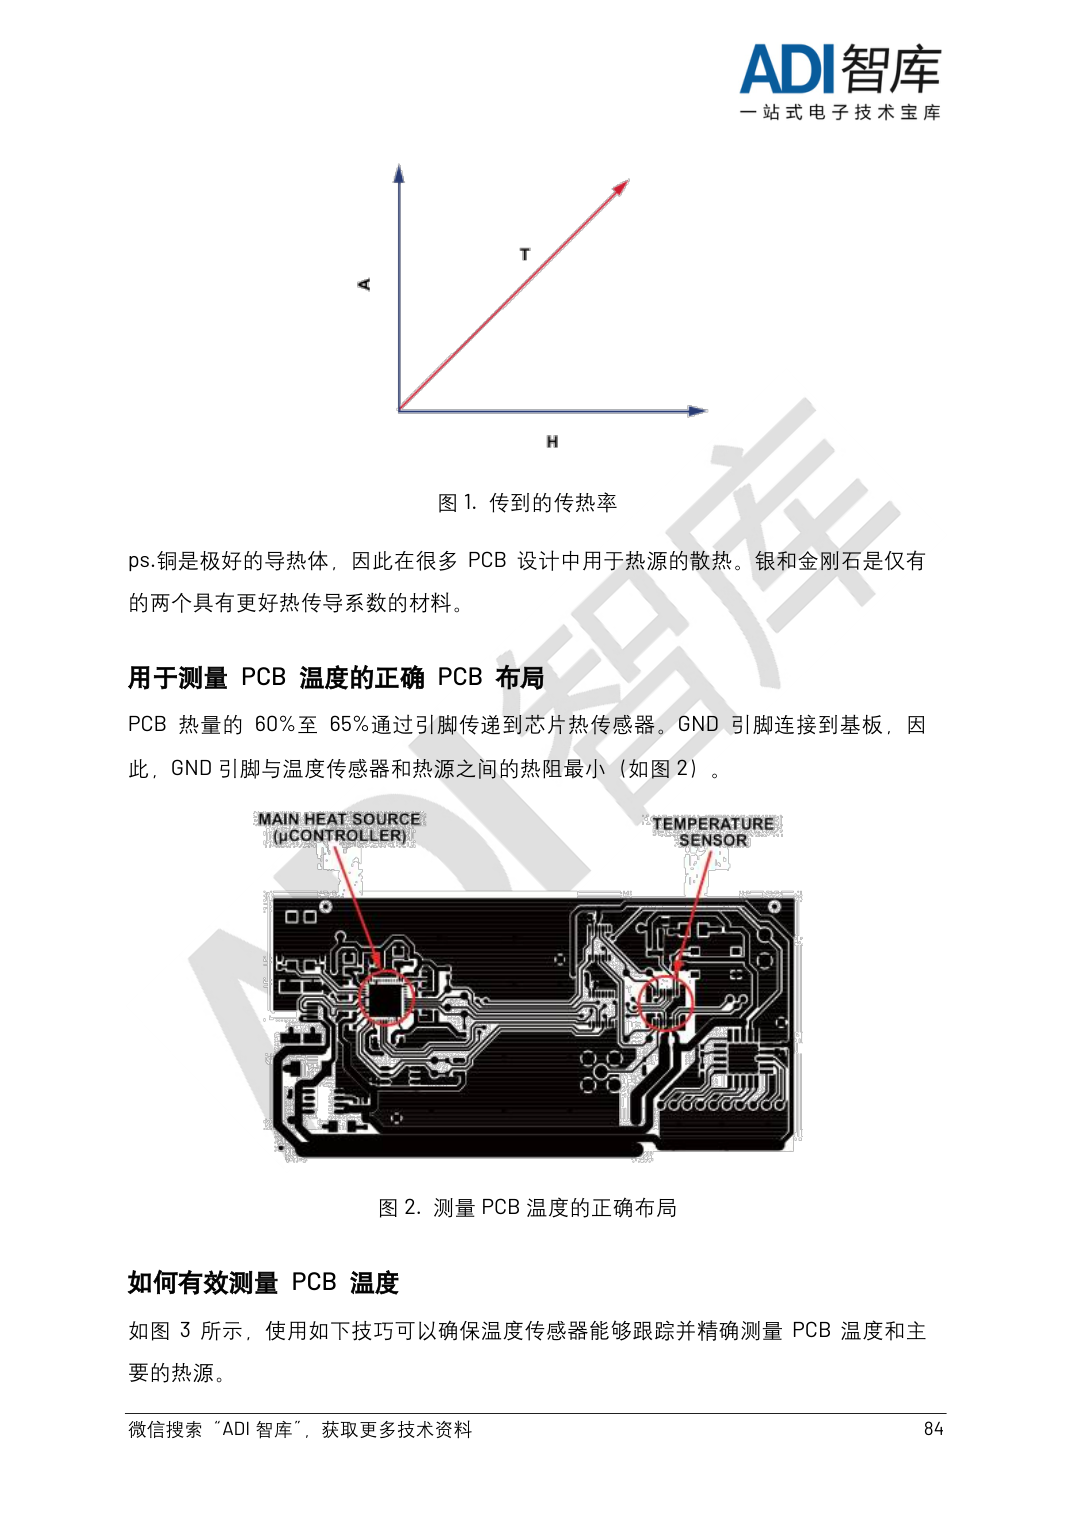 ADI智库
一站式电子技术宝库
T
A
H
图 1. 传到的传热率
ps.铜是极好的导热体，因此在很多 PCB 设计中用于热源的散热。银和金刚石是仅有
的两个具有更好热传导系数的材料。
用于测量 PCB 温度的正确 PCB 布局
PCB 热量的 60%至 65%通过引脚传递到芯片热传感器。GND 引脚连接到基板，因
此，GND 引脚与温度传感器和热源之间的热阻最小（如图 2）。
MAIN HEAT SOURCE
(µCONTROLLER)
TEMPERATURE
SENSOR
图 2. 测量 PCB 温度的正确布局
如何有效测量 PCB 温度
如图 3 所示，使用如下技巧可以确保温度传感器能够跟踪并精确测量 PCB 温度和主
要的热源。
微信搜索“ADI 智库”，获取更多技术资料 84
ADI智库